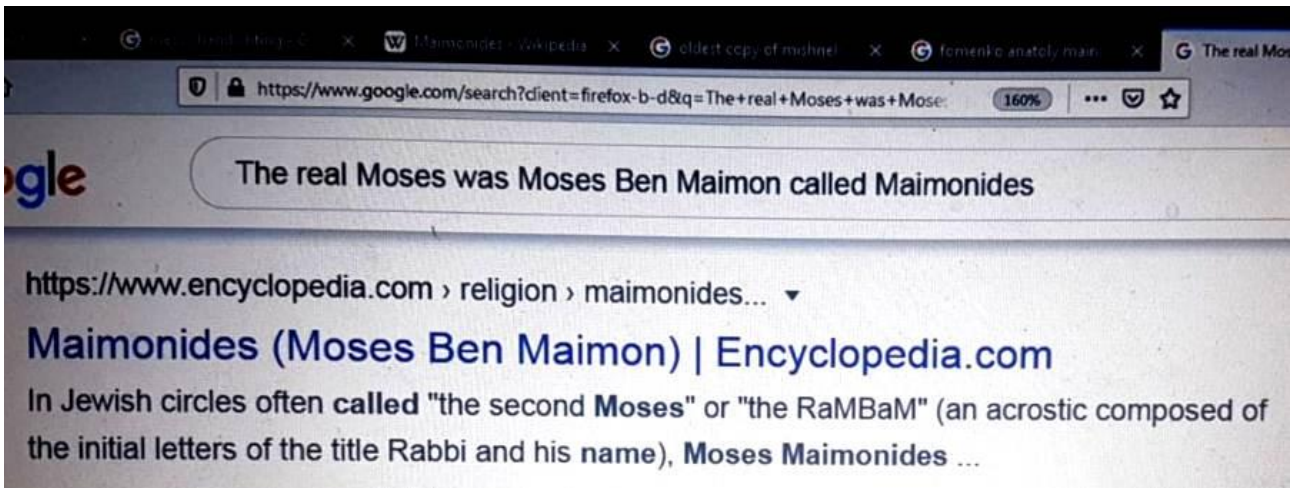 Maimonides - Wikipedia
oldest copy of mishneh
fomenko anatoly maim
The real Mos
https://www.google.com/search?client=firefox-b-d&q=The+real+Moses+was+Mose
160%
ogle
The real Moses was Moses Ben Maimon called Maimonides
https://www.encyclopedia.com › religion › maimonides...
Maimonides (Moses Ben Maimon) | Encyclopedia.com
In Jewish circles often called "the second Moses" or "the RaMBaM" (an acrostic composed of
the initial letters of the title Rabbi and his name), Moses Maimonides ...